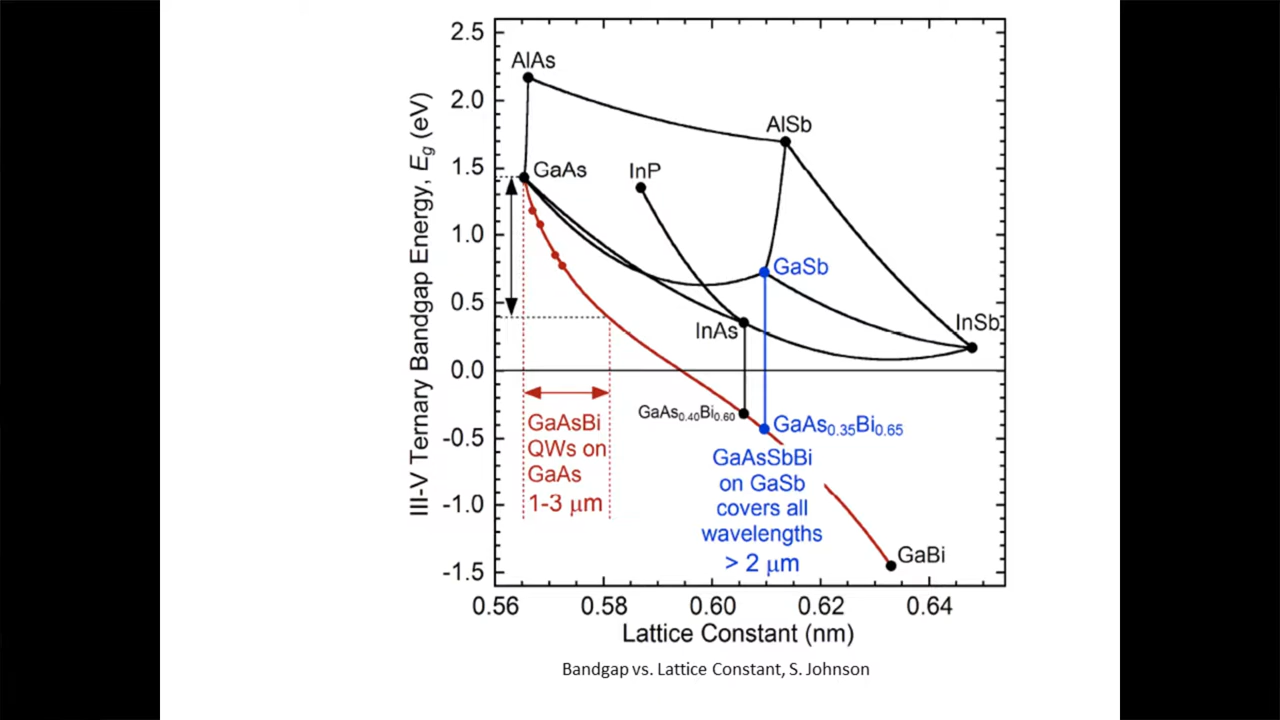 2.5
AlAs
2.0
AlSb
1.5
GaAs
InP
1.0
GaSb
0.5
InAs
InSb
0.0
GaAs0.40Bi0.60
GaAs0.35Bi0.65
-0.5
GaAsBi
QWs on
GaAs
1-3 μm
GaAsSbBi
on GaSb
covers all
wavelengths
> 2 μm
-1.0
GaBi
-1.5
III-V Ternary Bandgap Energy, Eg (eV)
0.56 0.58 0.60 0.62 0.64
Lattice Constant (nm)
Bandgap vs. Lattice Constant, S. Johnson